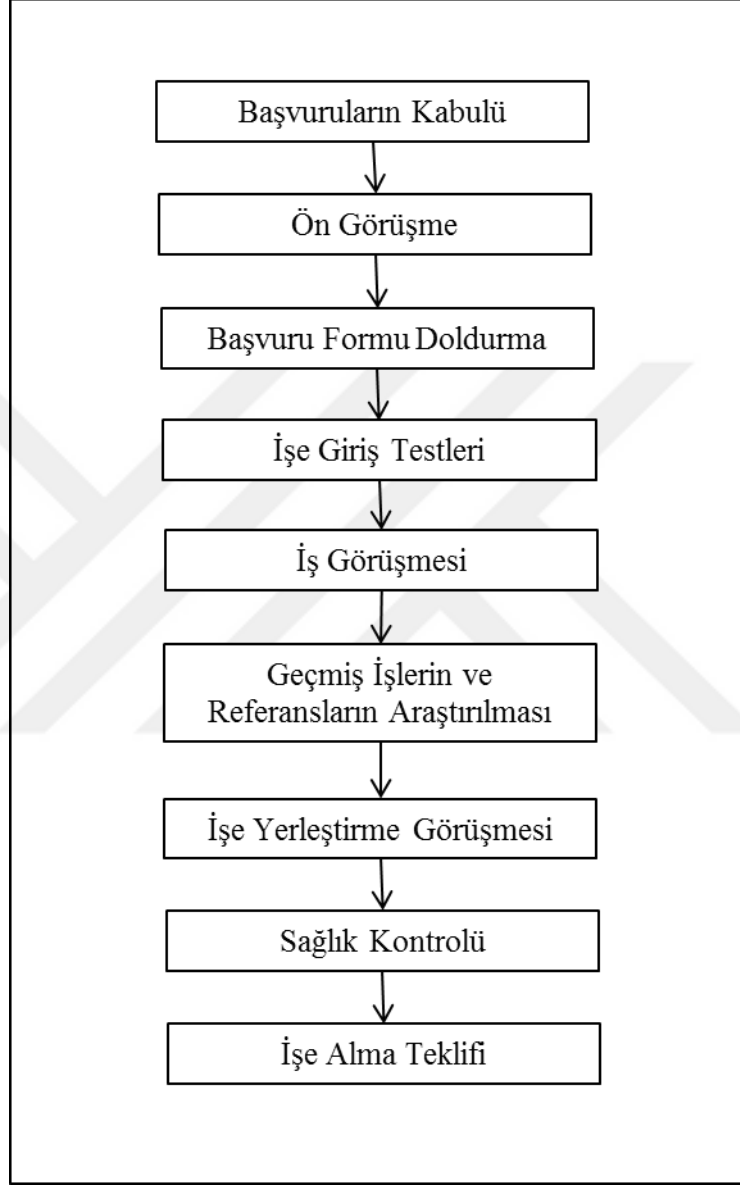 Başvuruların Kabulü
Ön Görüşme
Başvuru Formu Doldurma
İşe Giriş Testleri
İş Görüşmesi
Geçmiş İşlerin ve
Referansların Araştırılması
İşe Yerleştirme Görüşmesi
Sağlık Kontrolü
İşe Alma Teklifi